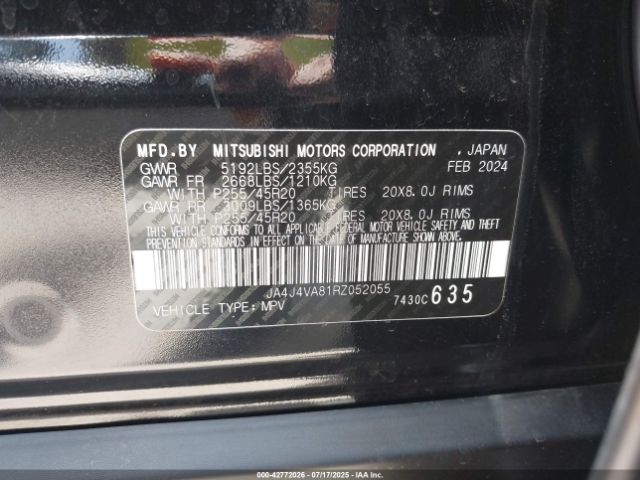 MFD.BY MITSUBISHI MOTORS CORPORATION , JAPAN
GVWR 5192LBS/2355KG FEB 2024
GAWR FR 2668LBS/1210KG
WITH P255/45R20 TIRES 20X8.0J RIMS
GAWR RR 3009LBS/1365KG
WITH P255/45R20 TIRES 20X8.0J RIMS
THIS VEHICLE CONFORMS TO ALL APPLICABLE FEDERAL MOTOR VEHICLE SAFETY AND THEFT
PREVENTION STANDARDS IN EFFECT ON THE DATE OF MANUFACTURE SHOWN ABOVE.
JA4J4VA81RZ052055
VEHICLE TYPE: MPV 7430C 635
(000-42772026 - 07/17/2025 - COPYRIGHT IAA, LLC.)